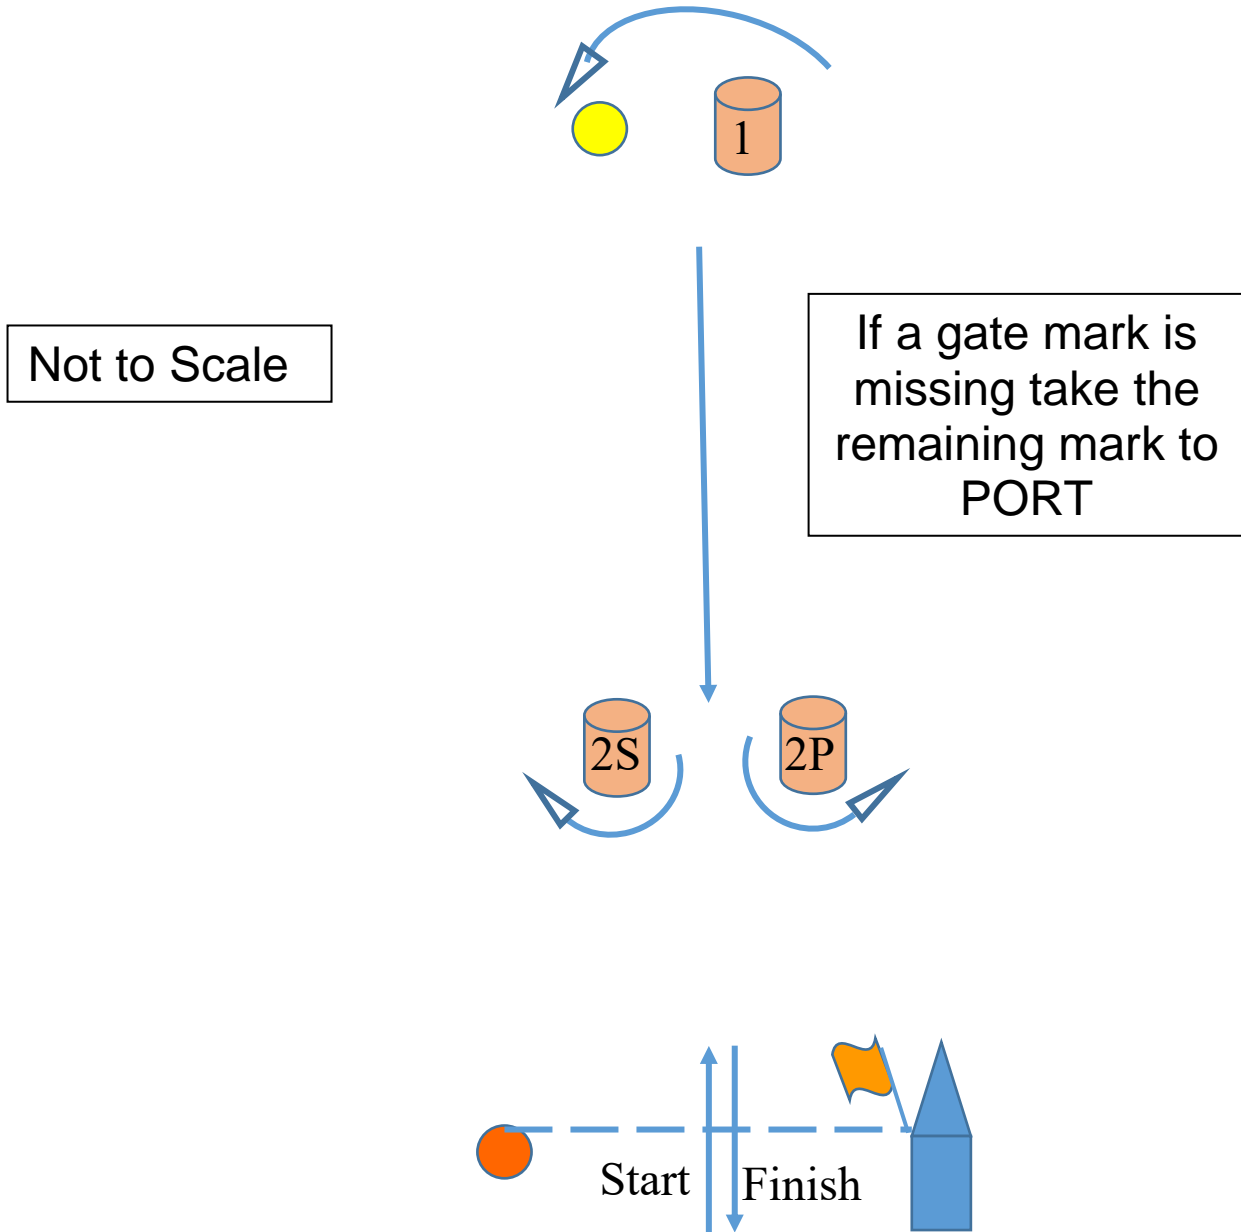 1
Not to Scale
If a gate mark is
missing take the
remaining mark to
PORT
2S
2P
Start
Finish